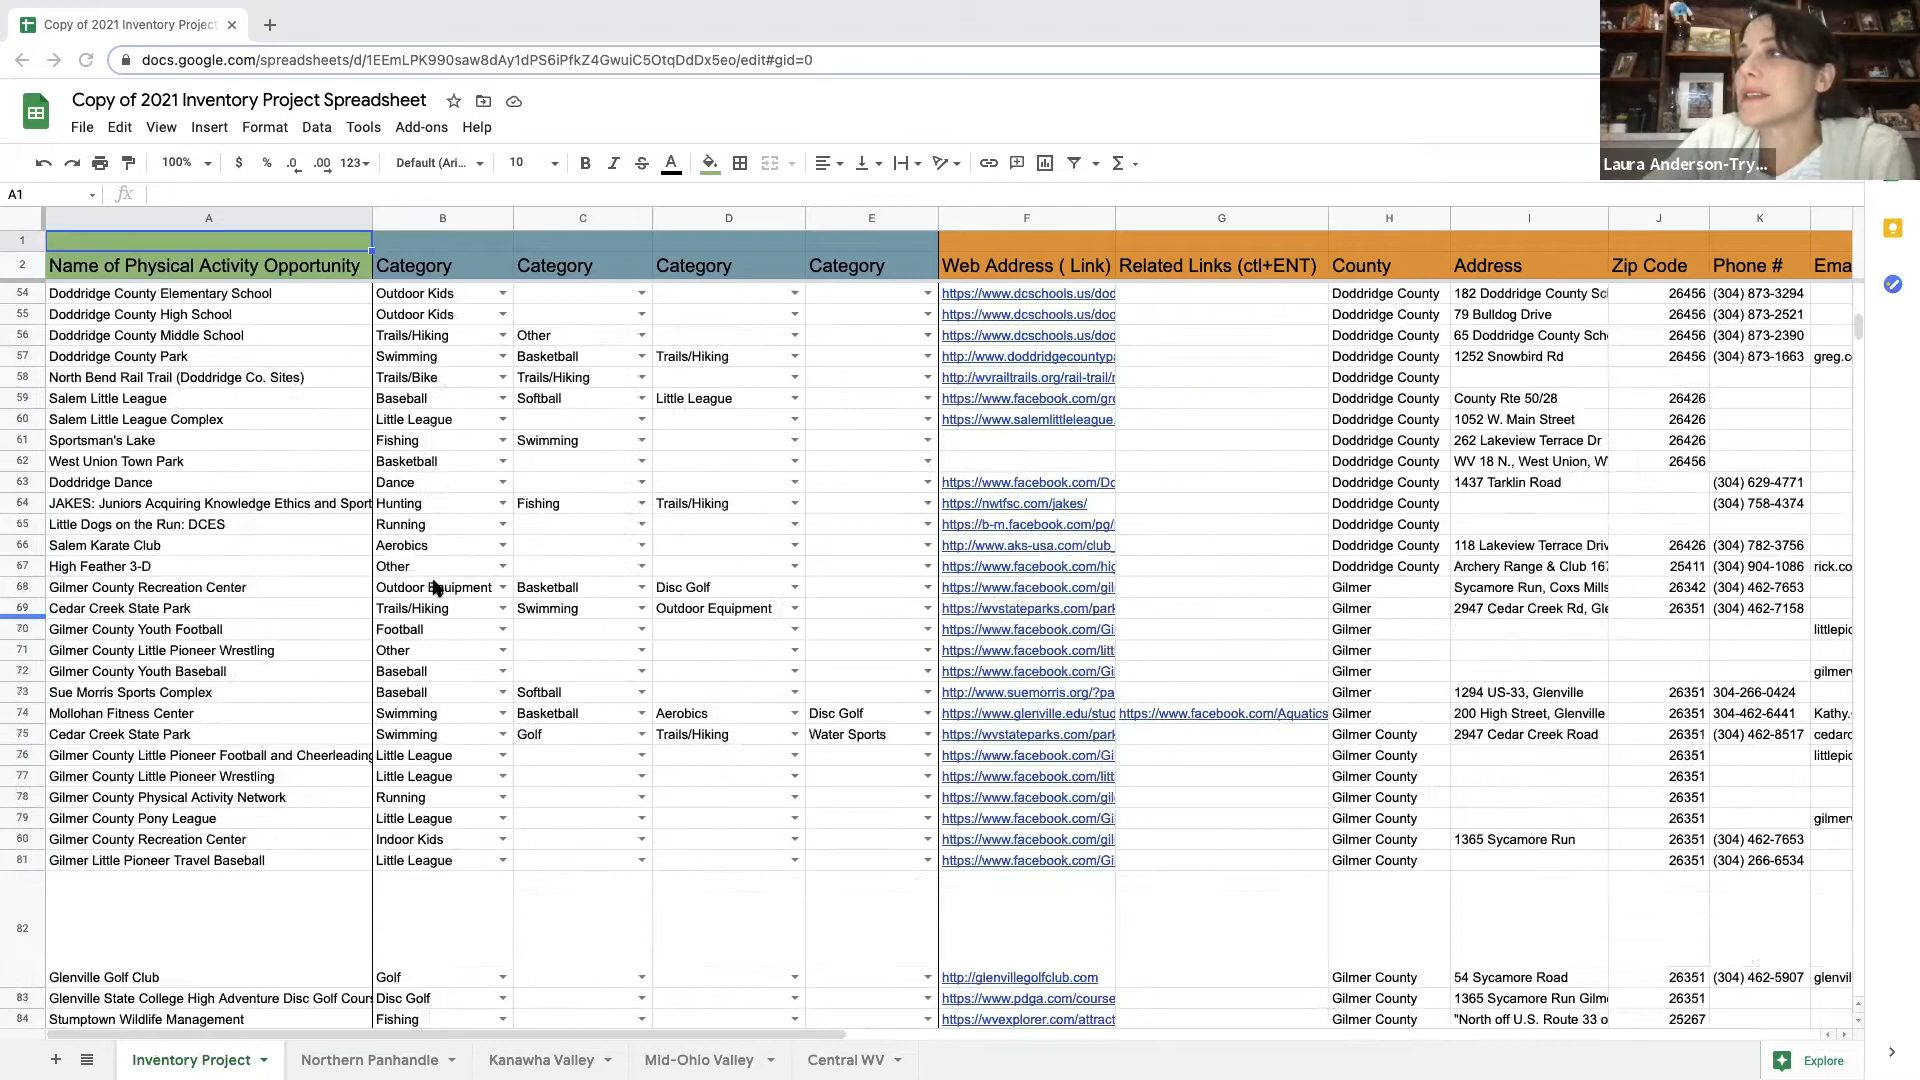 Copy of 2021 Inventory Project
docs.google.com/spreadsheets/d/1EEmLPK990saw8dAy1dPS6iPfkZ4GwuiC5OtqDdDx5eo/edit#gid=0
Copy of 2021 Inventory Project Spreadsheet
File Edit View Insert Format Data Tools Add-ons Help
100% $ % .0 .00 123 Default (Ari... 10 B I S A
Laura Anderson-Try...
A1 fx
A B C D E F G H I J K
1
2 Name of Physical Activity Opportunity Category Category Category Category Web Address ( Link) Related Links (ctl+ENT) County Address Zip Code Phone # Ema
54 Doddridge County Elementary School Outdoor Kids https://www.dcschools.us/dod Doddridge County 182 Doddridge County Sc 26456 (304) 873-3294
55 Doddridge County High School Outdoor Kids https://www.dcschools.us/dod Doddridge County 79 Bulldog Drive 26456 (304) 873-2521
56 Doddridge County Middle School Trails/Hiking Other https://www.dcschools.us/dod Doddridge County 65 Doddridge County Sch 26456 (304) 873-2390
57 Doddridge County Park Swimming Basketball Trails/Hiking http://www.doddridgecountypa Doddridge County 1252 Snowbird Rd 26456 (304) 873-1663 greg.c
58 North Bend Rail Trail (Doddridge Co. Sites) Trails/Bike Trails/Hiking http://wvrailtrails.org/rail-trail/r Doddridge County
59 Salem Little League Baseball Softball Little League https://www.facebook.com/gro Doddridge County County Rte 50/28 26426
60 Salem Little League Complex Little League https://www.salemlittleleague. Doddridge County 1052 W. Main Street 26426
61 Sportsman's Lake Fishing Swimming Doddridge County 262 Lakeview Terrace Dr 26426
62 West Union Town Park Basketball Doddridge County WV 18 N., West Union, W 26456
63 Doddridge Dance Dance https://www.facebook.com/Do Doddridge County 1437 Tarklin Road (304) 629-4771
64 JAKES: Juniors Acquiring Knowledge Ethics and Sport Hunting Fishing Trails/Hiking https://nwtfsc.com/jakes/ Doddridge County (304) 758-4374
65 Little Dogs on the Run: DCES Running https://b-m.facebook.com/pg/ Doddridge County
66 Salem Karate Club Aerobics http://www.aks-usa.com/club_ Doddridge County 118 Lakeview Terrace Driv 26426 (304) 782-3756
67 High Feather 3-D Other https://www.facebook.com/hig Doddridge County Archery Range & Club 167 25411 (304) 904-1086 rick.co
68 Gilmer County Recreation Center Outdoor Equipment Basketball Disc Golf https://www.facebook.com/gil Gilmer Sycamore Run, Coxs Mills 26342 (304) 462-7653
69 Cedar Creek State Park Trails/Hiking Swimming Outdoor Equipment https://wvstateparks.com/park Gilmer 2947 Cedar Creek Rd, Gle 26351 (304) 462-7158
70 Gilmer County Youth Football Football https://www.facebook.com/Gi Gilmer littlepic
71 Gilmer County Little Pioneer Wrestling Other https://www.facebook.com/litt Gilmer
72 Gilmer County Youth Baseball Baseball https://www.facebook.com/Gi Gilmer gilmerv
73 Sue Morris Sports Complex Baseball Softball http://www.suemorris.org/?pa Gilmer 1294 US-33, Glenville 26351 304-266-0424
74 Mollohan Fitness Center Swimming Basketball Aerobics Disc Golf https://www.glenville.edu/stud https://www.facebook.com/Aquatics Gilmer 200 High Street, Glenville 26351 304-462-6441 Kathy.
75 Cedar Creek State Park Swimming Golf Trails/Hiking Water Sports https://wvstateparks.com/park Gilmer County 2947 Cedar Creek Road 26351 (304) 462-8517 cedarc
76 Gilmer County Little Pioneer Football and Cheerleading Little League https://www.facebook.com/Gi Gilmer County 26351 littlepic
77 Gilmer County Little Pioneer Wrestling Little League https://www.facebook.com/litt Gilmer County 26351
78 Gilmer County Physical Activity Network Running https://www.facebook.com/gil Gilmer County 26351
79 Gilmer County Pony League Little League https://www.facebook.com/Gi Gilmer County 26351 gilmerv
80 Gilmer County Recreation Center Indoor Kids https://www.facebook.com/gil Gilmer County 1365 Sycamore Run 26351 (304) 462-7653
81 Gilmer Little Pioneer Travel Baseball Little League https://www.facebook.com/Gi Gilmer County 26351 (304) 266-6534
82 Glenville Golf Club Golf http://glenvillegolfclub.com Gilmer County 54 Sycamore Road 26351 (304) 462-5907 glenvil
83 Glenville State College High Adventure Disc Golf Cour Disc Golf https://www.pdga.com/course Gilmer County 1365 Sycamore Run Gilm 26351
84 Stumptown Wildlife Management Fishing https://wvexplorer.com/attract Gilmer County "North off U.S. Route 33 o 25267
Inventory Project Northern Panhandle Kanawha Valley Mid-Ohio Valley Central WV Explore